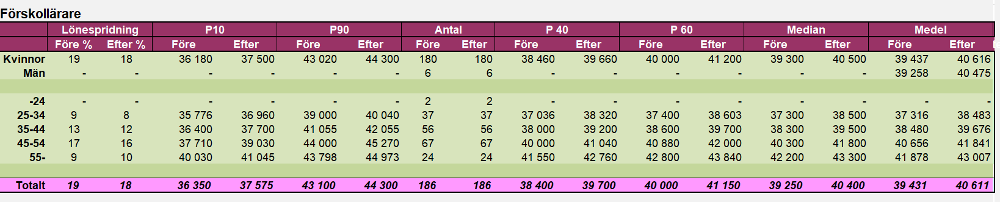 Förskollärare
Lönespridning P10 P90 Antal P 40 P 60 Median Medel
Före % Efter % Före Efter Före Efter Före Efter Före Efter Före Efter Före Efter Före Efter
Kvinnor 19 18 36 180 37 500 43 020 44 300 180 180 38 460 39 660 40 000 41 200 39 300 40 500 39 437 40 616
Män - - - - - - 6 6 - - - - - - 39 258 40 475
-24 - - - - - - 2 2 - - - - - - - -
25-34 9 8 35 776 36 960 39 000 40 040 37 37 37 036 38 320 37 400 38 603 37 300 38 500 37 316 38 483
35-44 13 12 36 400 37 700 41 055 42 055 56 56 38 000 39 200 38 600 39 700 38 300 39 500 38 480 39 676
45-54 17 16 37 710 39 030 44 000 45 270 67 67 40 000 41 040 40 880 42 000 40 300 41 800 40 656 41 841
55- 9 10 40 030 41 045 43 798 44 973 24 24 41 550 42 760 42 800 43 840 42 200 43 300 41 878 43 007
Totalt 19 18 36 350 37 575 43 100 44 300 186 186 38 400 39 700 40 000 41 150 39 250 40 400 39 431 40 611